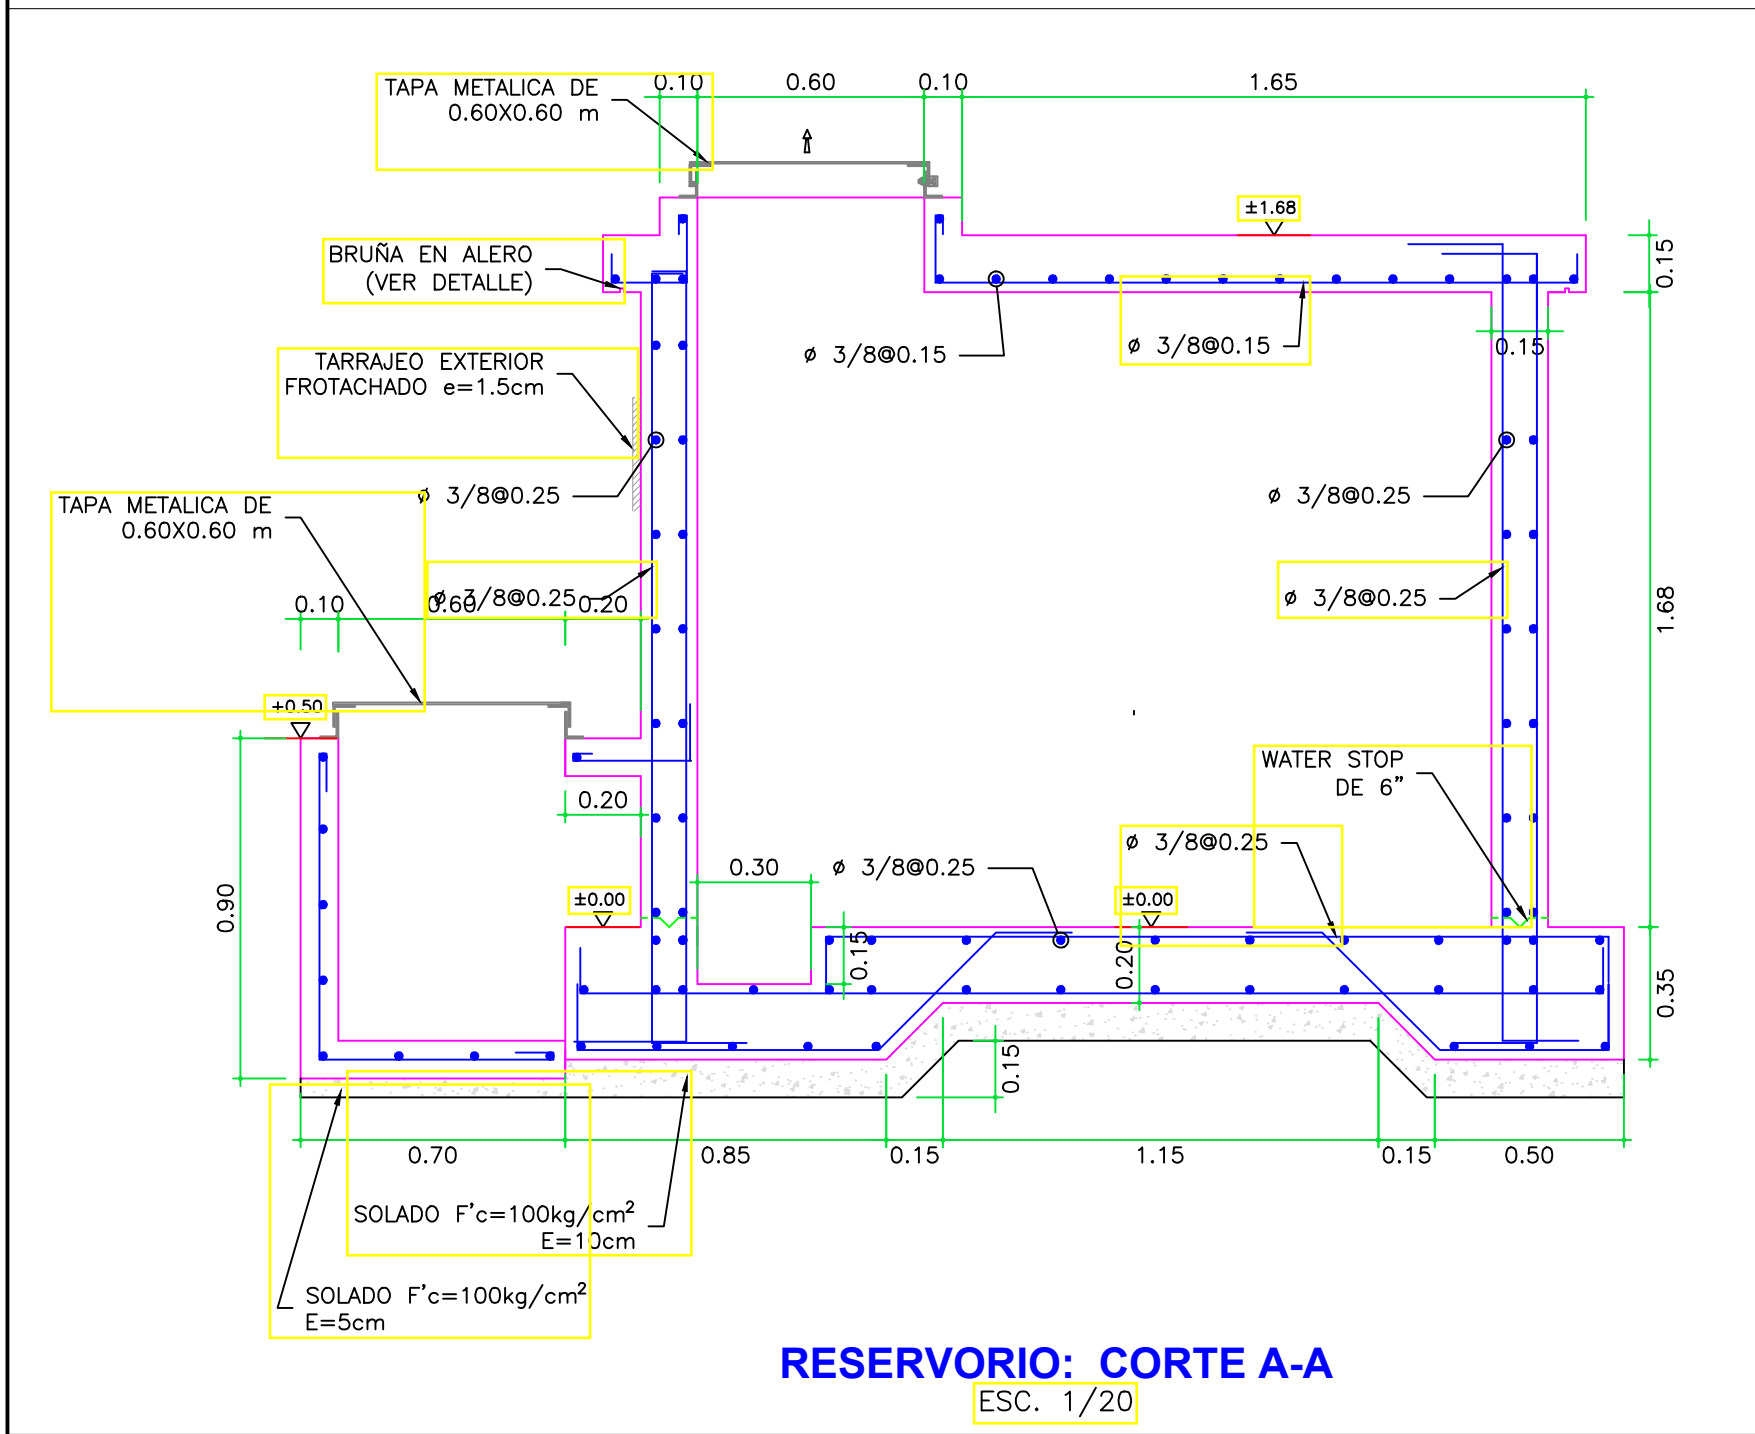 TAPA METALICA DE
0.60X0.60 m
0.10
0.60
0.10
1.65
±1.68
BRUÑA EN ALERO
(VER DETALLE)
0.15
ø 3/8@0.15
ø 3/8@0.15
0.15
TARRAJEO EXTERIOR
FROTACHADO e=1.5cm
ø 3/8@0.25
ø 3/8@0.25
TAPA METALICA DE
0.60X0.60 m
ø 3/8@0.25
ø 3/8@0.25
0.10
0.60
0.20
1.68
+0.50
WATER STOP
DE 6”
0.20
ø 3/8@0.25
ø 3/8@0.25
0.30
0.90
±0.00
±0.00
0.15
0.20
0.35
0.15
0.70
0.85
0.15
1.15
0.15
0.50
SOLADO F'c=100kg/cm²
E=10cm
SOLADO F'c=100kg/cm²
E=5cm
RESERVORIO: CORTE A-A
ESC. 1/20